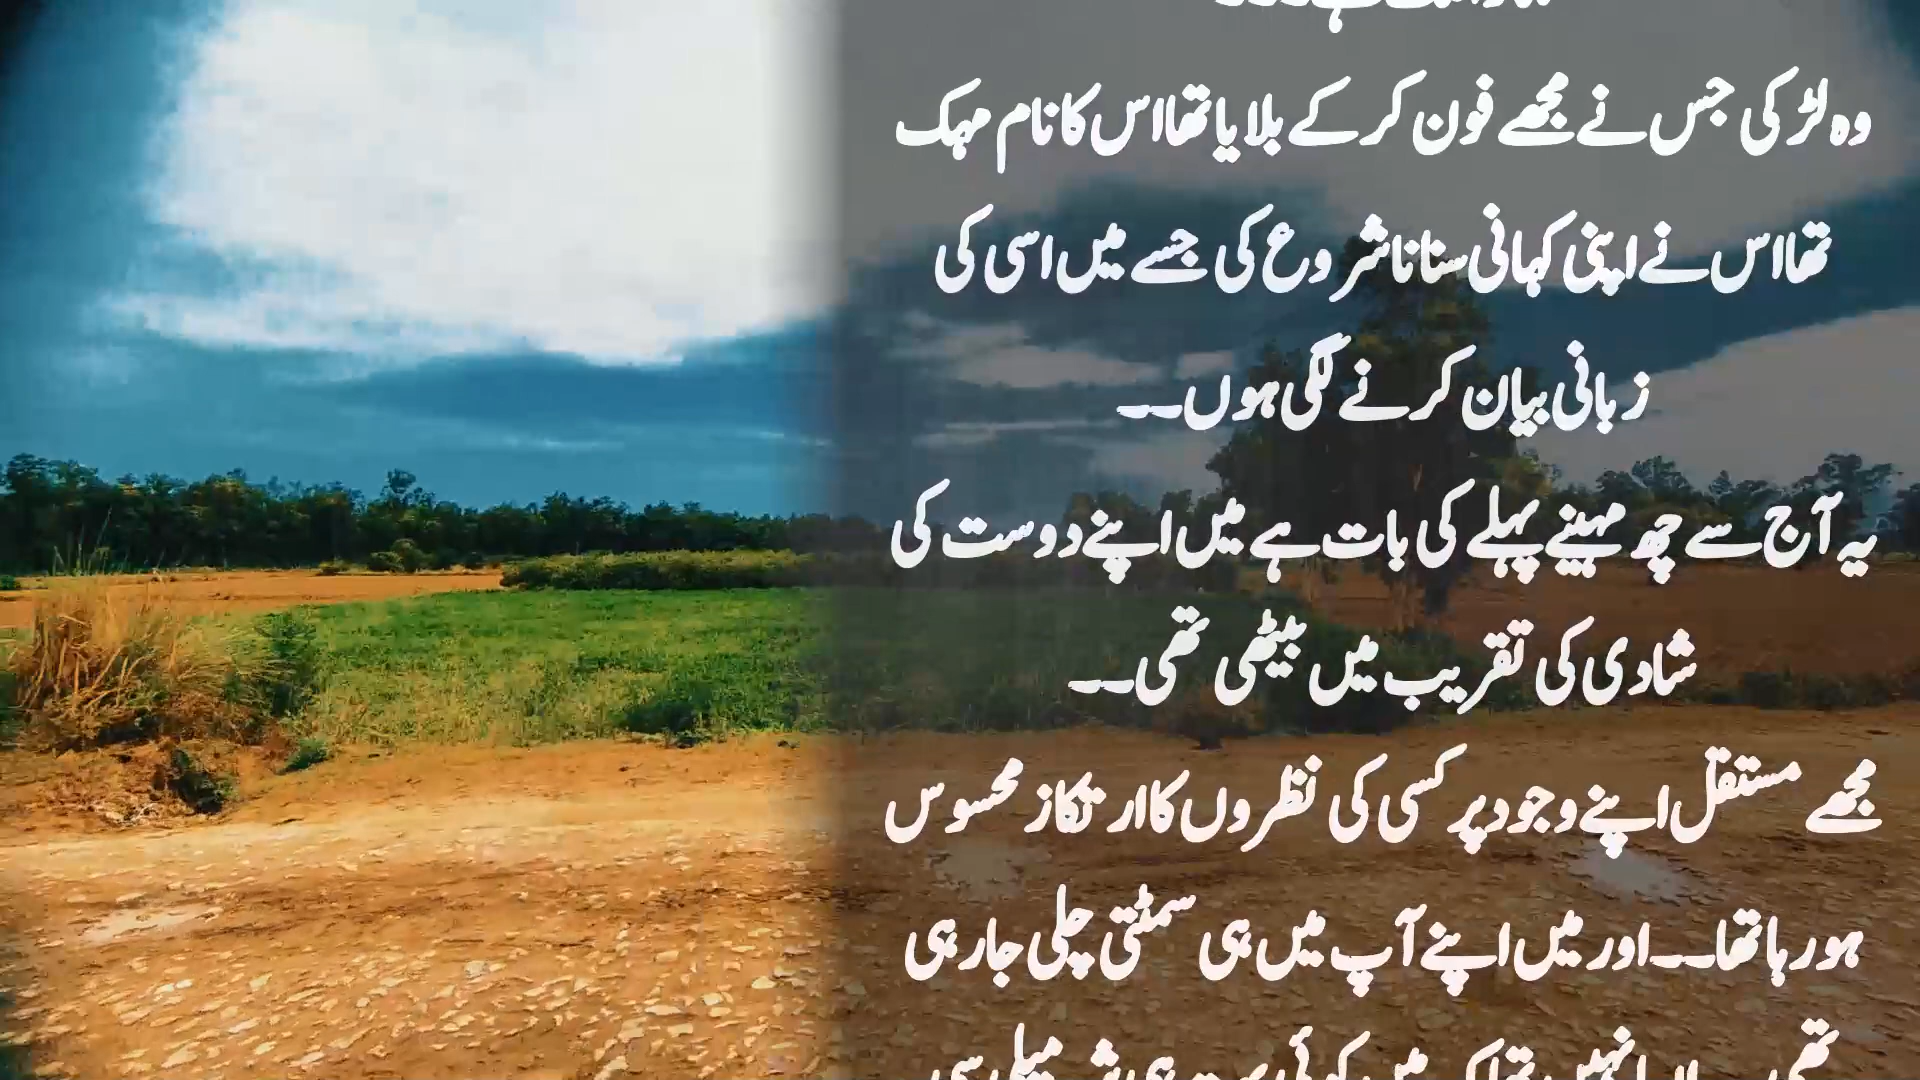 وہ لڑکی جس نے مجھے فون کر کے بلایا تھا اس کا نام مہک
تھا اس نے اپنی کہانی سنانا شروع کی جسے میں اسی کی
زبانی بیان کرنے لگی ہوں۔۔
یہ آج سے چھ مہینے پہلے کی بات ہے میں اپنے دوست کی
شادی کی تقریب میں بیٹھی تھی۔۔
مجھے مستقل اپنے وجود پر کسی کی نظروں کا ارتکاز محسوس
ہو رہا تھا۔۔ اور میں اپنے آپ میں ہی سمٹتی چلی جا رہی
تھی